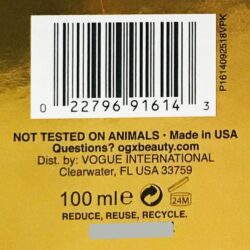 P1614092518VPK
0 22796 91614 3
NOT TESTED ON ANIMALS • Made in USA
Questions? ogxbeauty.com
Dist. by: VOGUE INTERNATIONAL
Clearwater, FL USA 33759
100 ml e 24M
REDUCE, REUSE, RECYCLE.